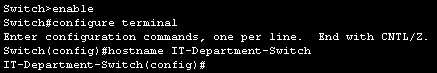 Switch>enable
Switch#configure terminal
Enter configuration commands, one per line.  End with CNTL/Z.
Switch(config)#hostname IT-Department-Switch
IT-Department-Switch(config)#